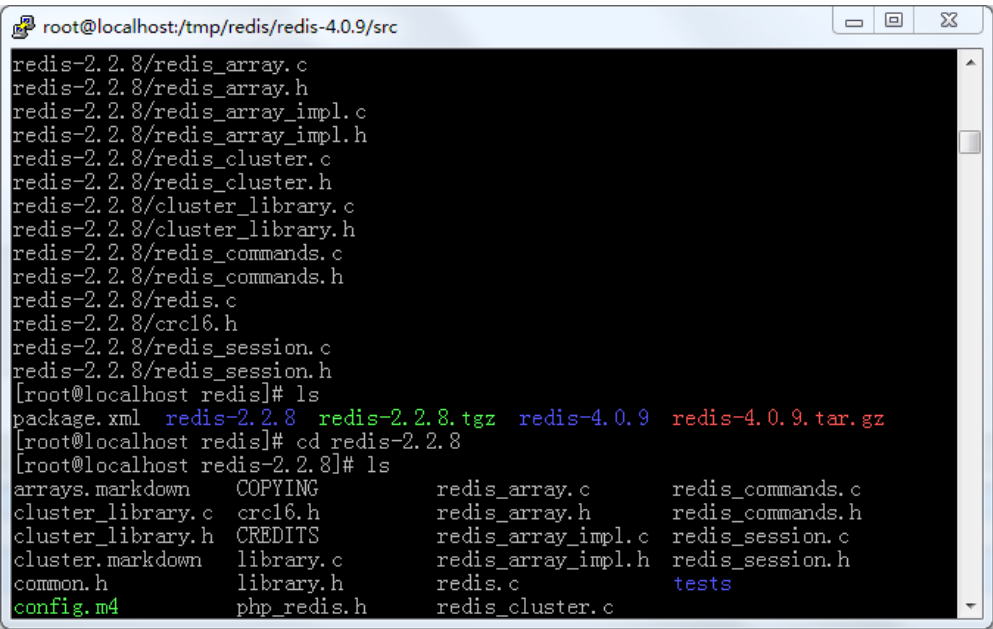 root@localhost:/tmp/redis/redis-4.0.9/src
redis-2.2.8/redis_array.c
redis-2.2.8/redis_array.h
redis-2.2.8/redis_array_impl.c
redis-2.2.8/redis_array_impl.h
redis-2.2.8/redis_cluster.c
redis-2.2.8/redis_cluster.h
redis-2.2.8/cluster_library.c
redis-2.2.8/cluster_library.h
redis-2.2.8/redis_commands.c
redis-2.2.8/redis_commands.h
redis-2.2.8/redis.c
redis-2.2.8/crc16.h
redis-2.2.8/redis_session.c
redis-2.2.8/redis_session.h
[root@localhost redis]# ls
package.xml redis-2.2.8 redis-2.2.8.tgz redis-4.0.9 redis-4.0.9.tar.gz
[root@localhost redis]# cd redis-2.2.8
[root@localhost redis-2.2.8]# ls
arrays.markdown COPYING redis_array.c redis_commands.c
cluster_library.c crc16.h redis_array.h redis_commands.h
cluster_library.h CREDITS redis_array_impl.c redis_session.c
cluster.markdown library.c redis_array_impl.h redis_session.h
common.h library.h redis.c tests
config.m4 php_redis.h redis_cluster.c